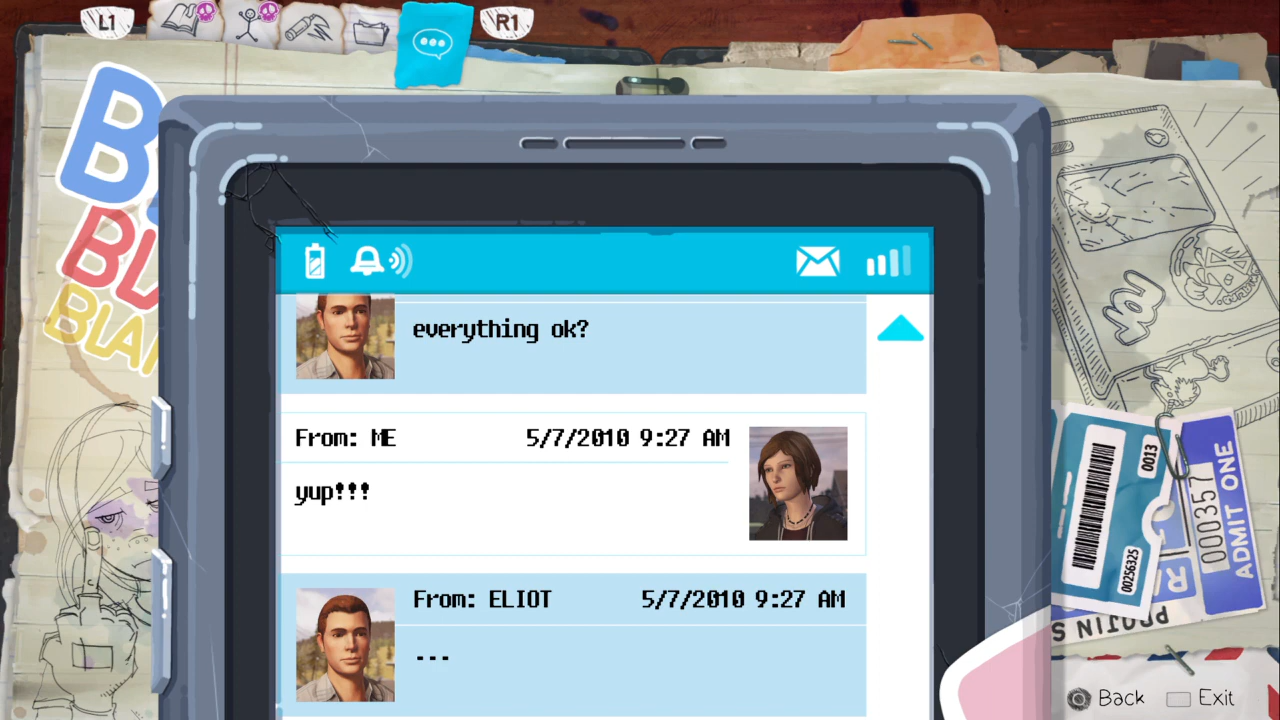 L1
R1
everything ok?
From: ME
5/7/2010 9:27 AM
yup!!!
From: ELIOT
5/7/2010 9:27 AM
...
0013
00256325
000357
ADMIT ONE
Back
Exit